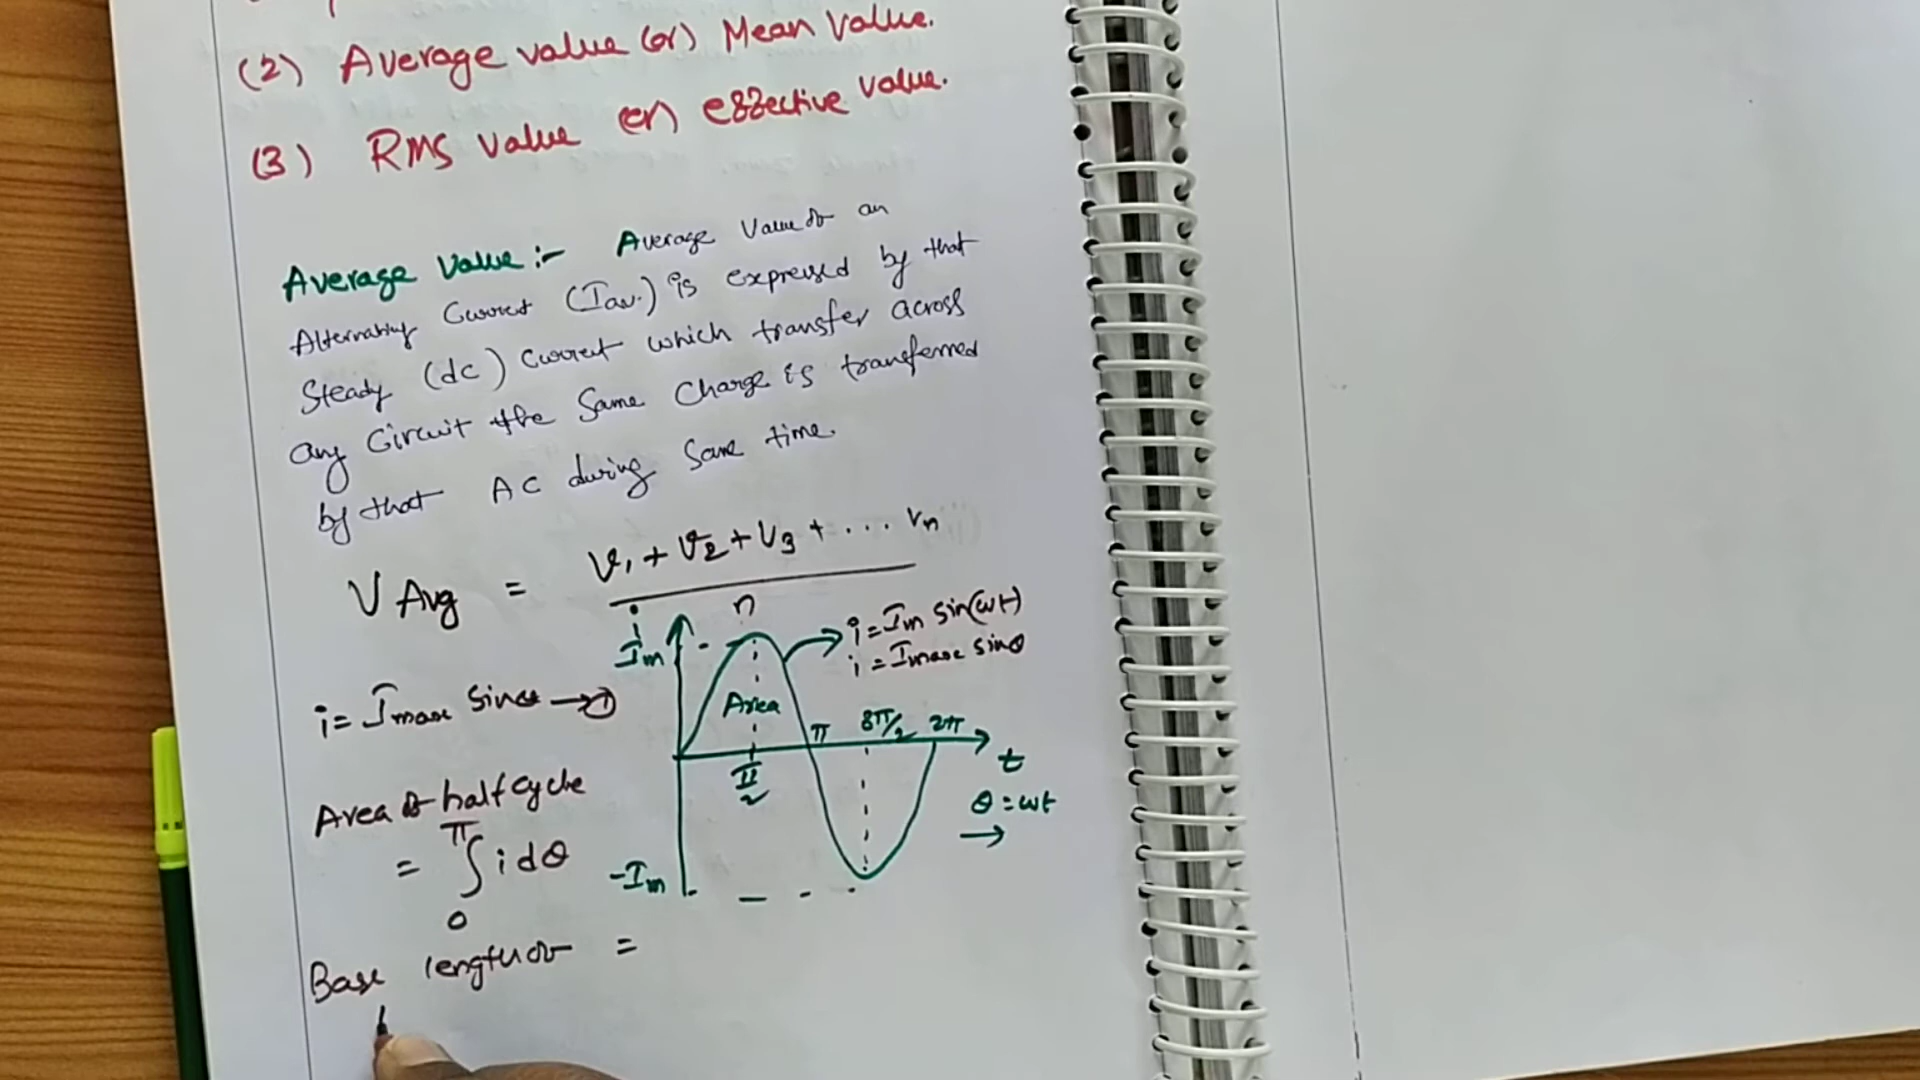 (2) Average value (or) Mean Value.
(3) RMS value (or) effective value.
Average Value :- Average Value of an
Alternating Current (Iav.) is expressed by that
Steady (dc) Current which transfer across
any Circuit the Same Charge is transferred
by that AC during Same time.
V Avg = V1 + V2 + V3 + ... Vn
n
i
Im
i = Im sin(ωt)
i = Imax sinθ
i = Imax Sinθ → 1
Area
π
3π/2
2π
π/2
t
θ = ωt
Area of half cycle
= ∫₀^π i dθ
-Im
Base length of =